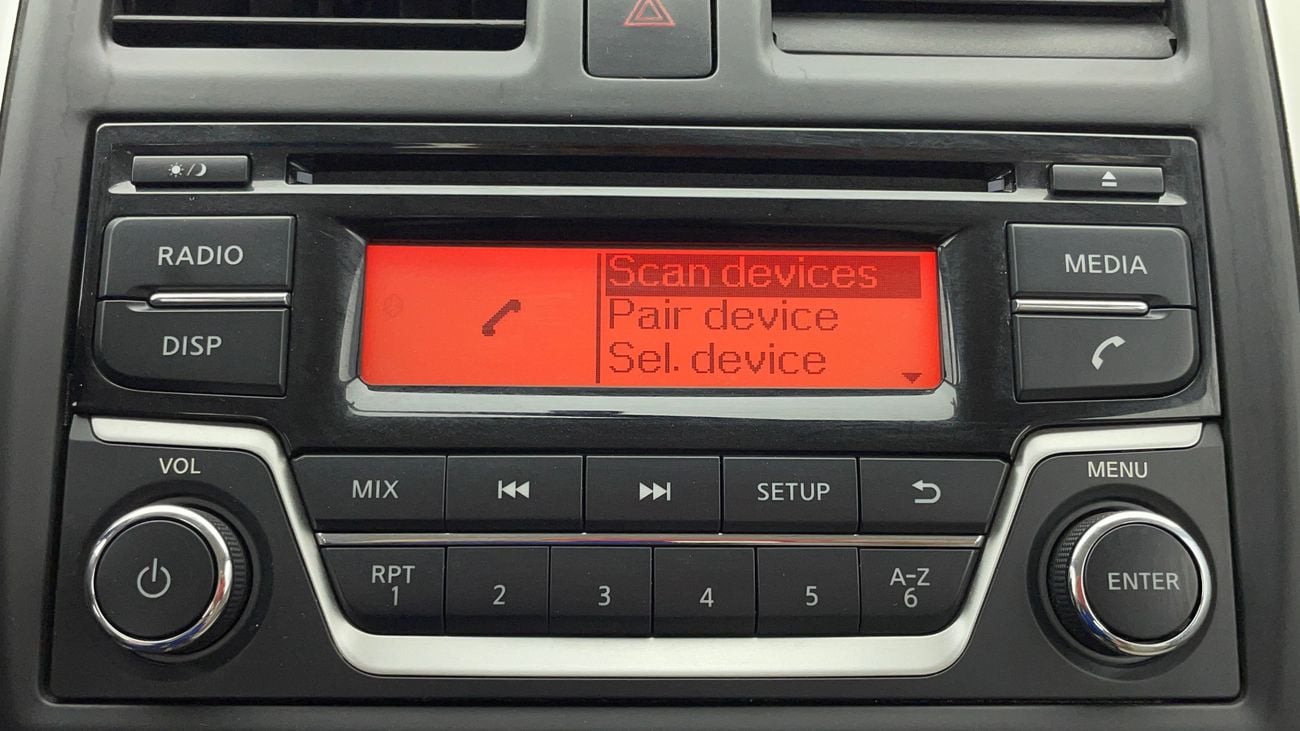 RADIO
DISP
Scan devices
Pair device
Sel. device
MEDIA
VOL
MIX
SETUP
MENU
RPT
1
2
3
4
5
A-Z
6
ENTER